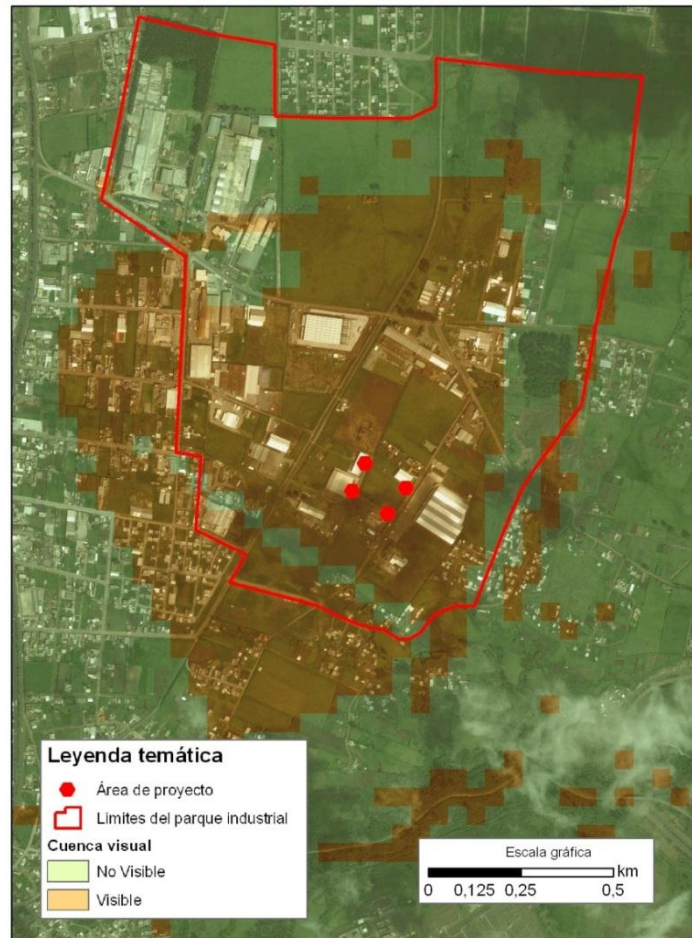 Leyenda temática
Área de proyecto
Límites del parque industrial
Cuenca visual
No Visible
Visible
Escala gráfica
km
0 0,125 0,25 0,5